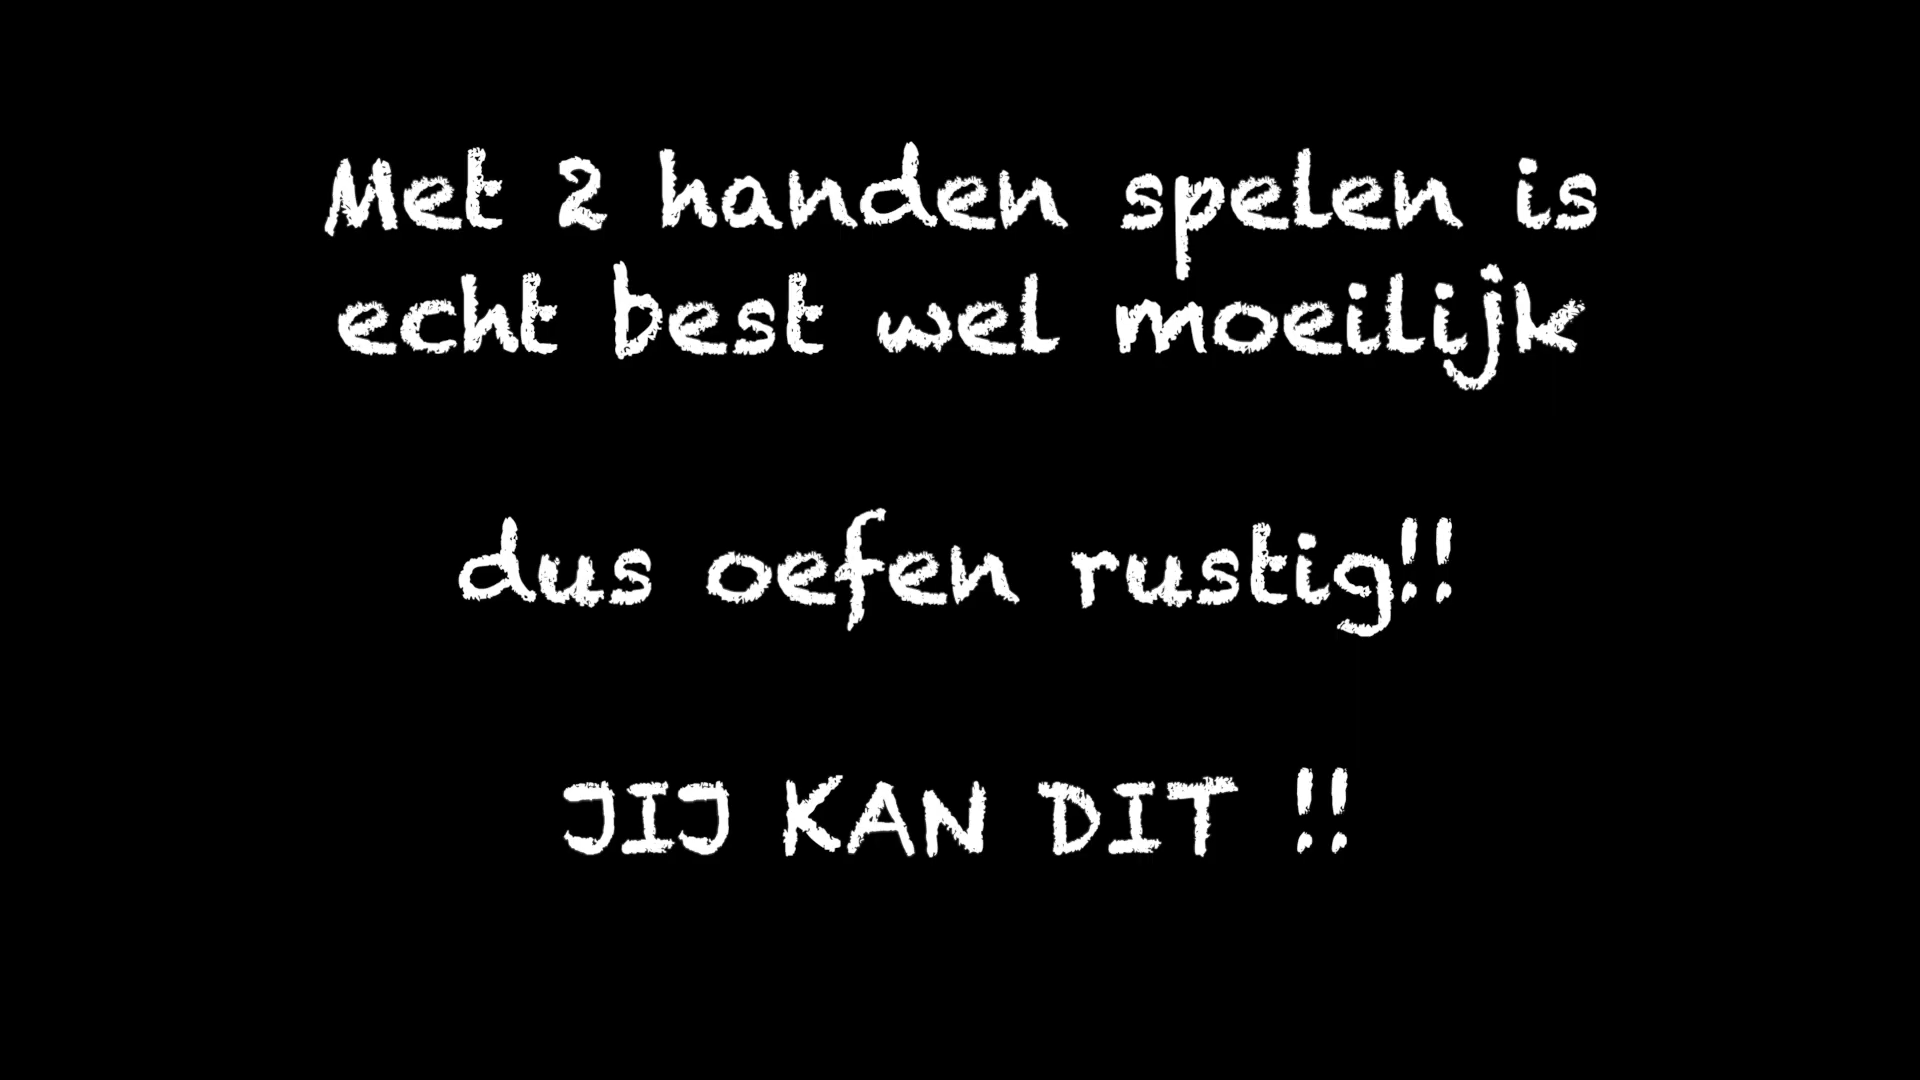 Met 2 handen spelen is
echt best wel moeilijk
dus oefen rustig!!
JIJ KAN DIT !!